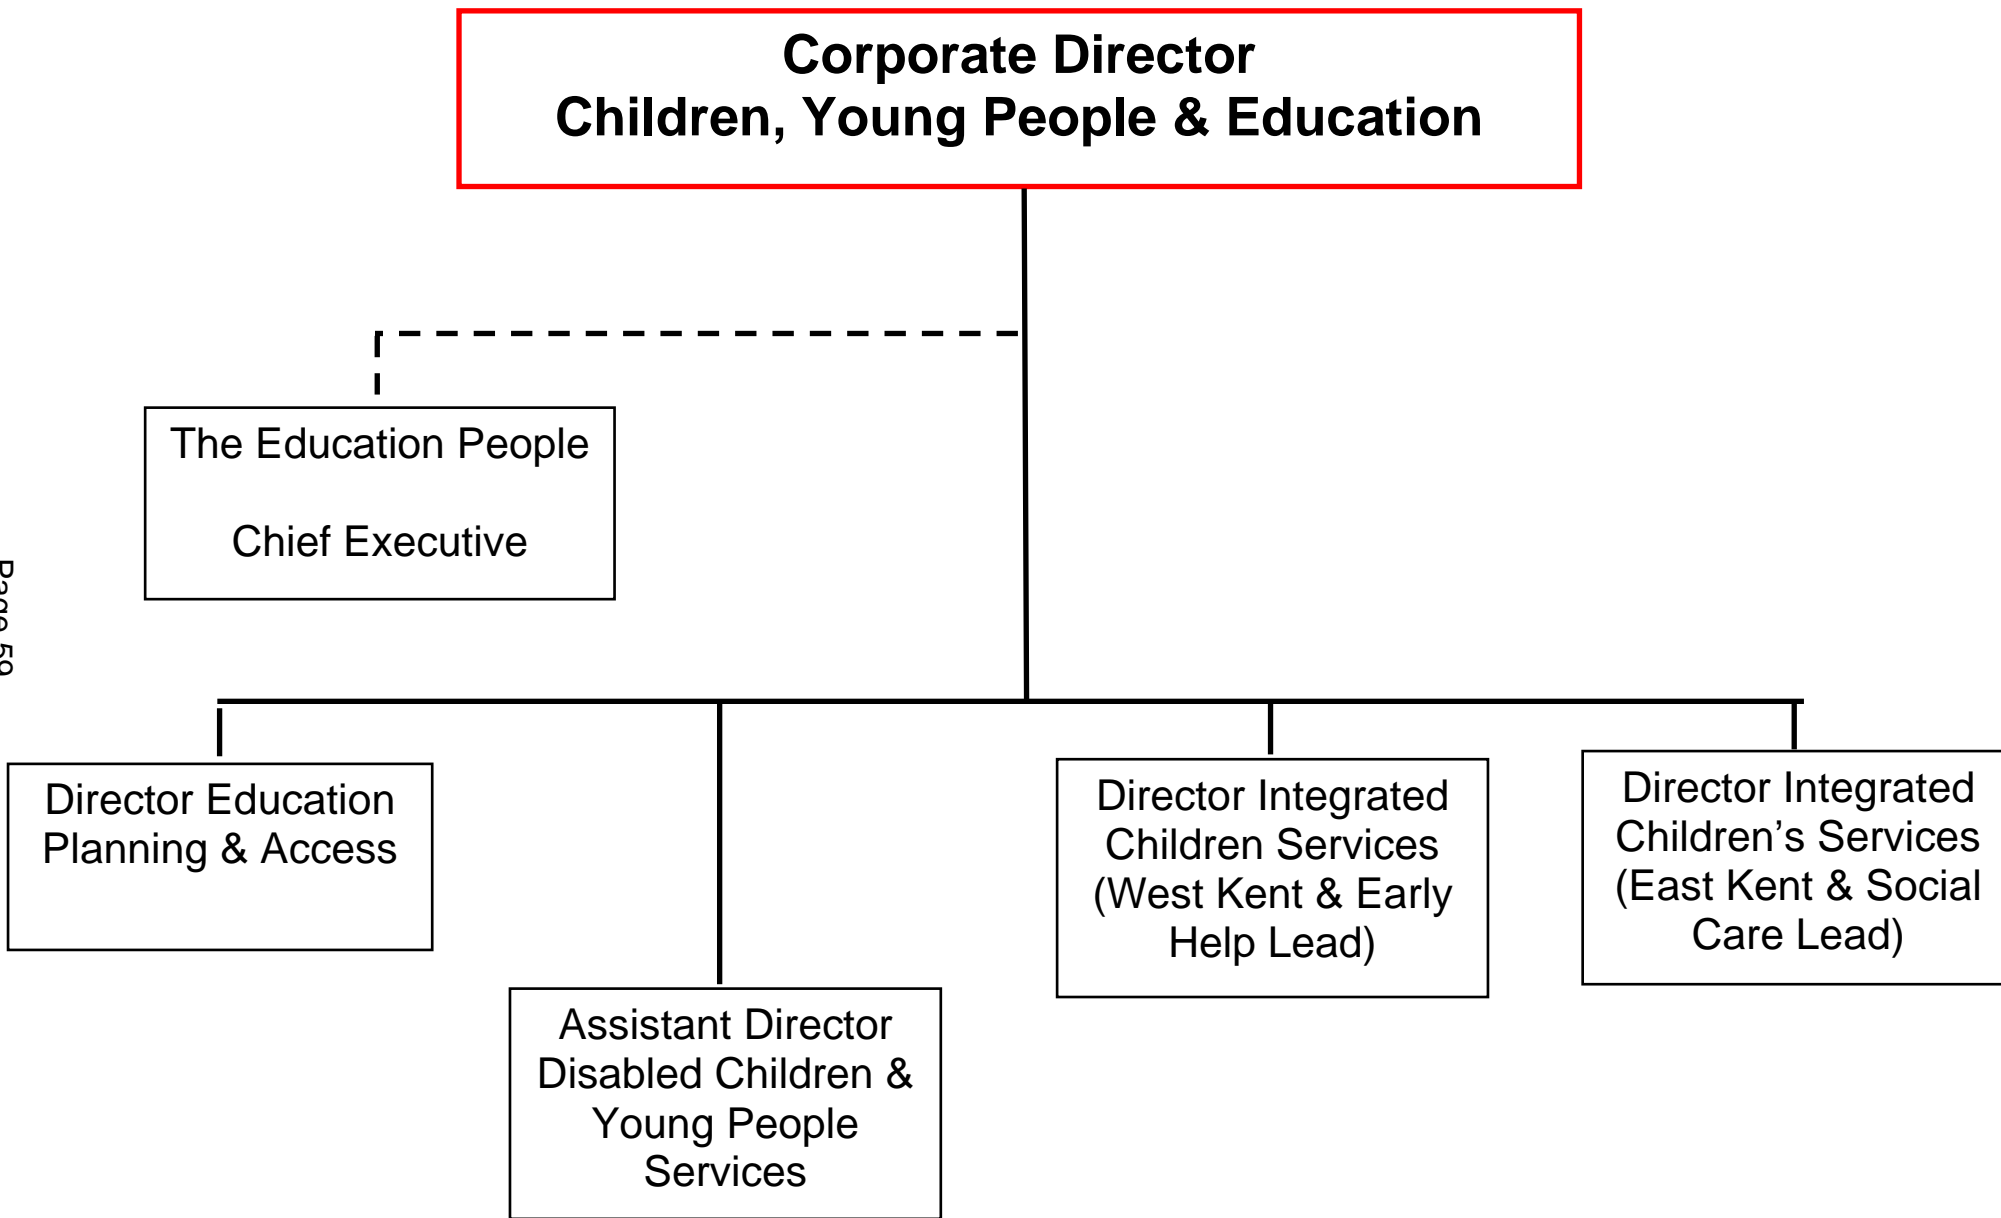 Corporate Director
Children, Young People & Education
The Education People
Chief Executive
Page 59
Director Education
Planning & Access
Assistant Director
Disabled Children &
Young People
Services
Director Integrated
Children Services
(West Kent & Early
Help Lead)
Director Integrated
Children’s Services
(East Kent & Social
Care Lead)